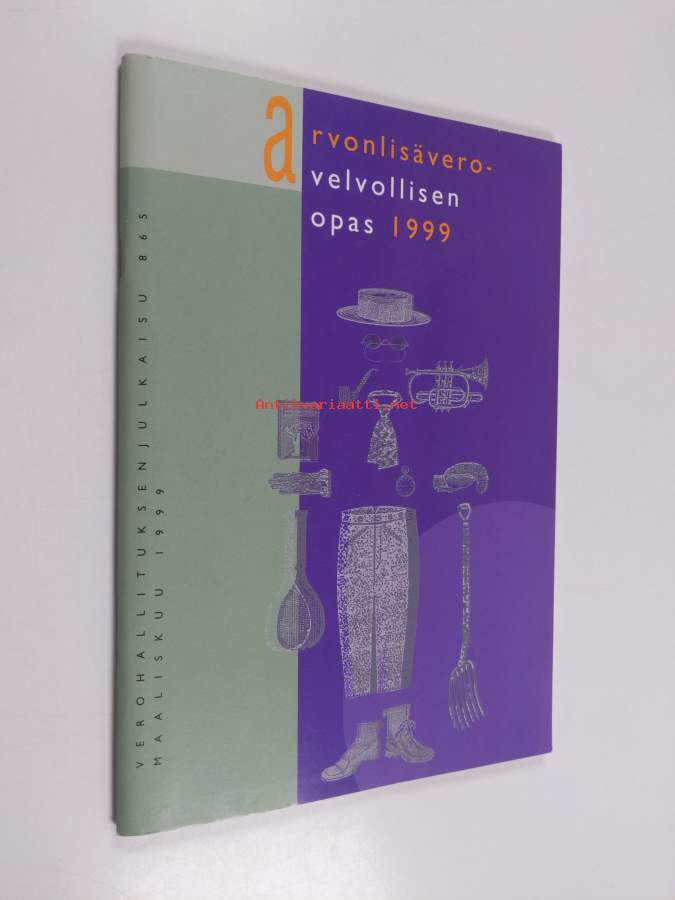 arvonlisävero-
velvollisen
opas 1999
Antikvariaatti.net
VEROHALLITUKSEN JULKAISU 865
MAALISKUU 1999